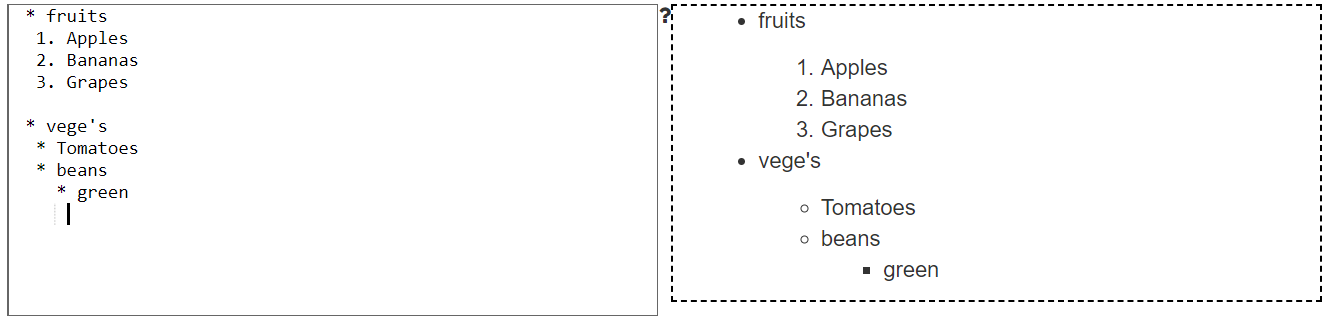 * fruits
1. Apples
2. Bananas
3. Grapes
* vege's
* Tomatoes
* beans
* green
?
• fruits
1. Apples
2. Bananas
3. Grapes
• vege's
○ Tomatoes
○ beans
▪ green